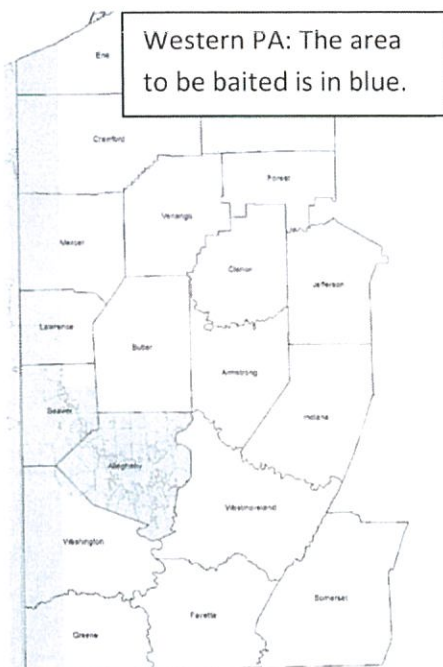 Western PA: The area
to be baited is in blue.
Erie
Crawford
Forest
Venango
Mercer
Clarion
Jefferson
Lawrence
Butler
Armstrong
Beaver
Indiana
Allegheny
Westmoreland
Washington
Somerset
Fayette
Greene